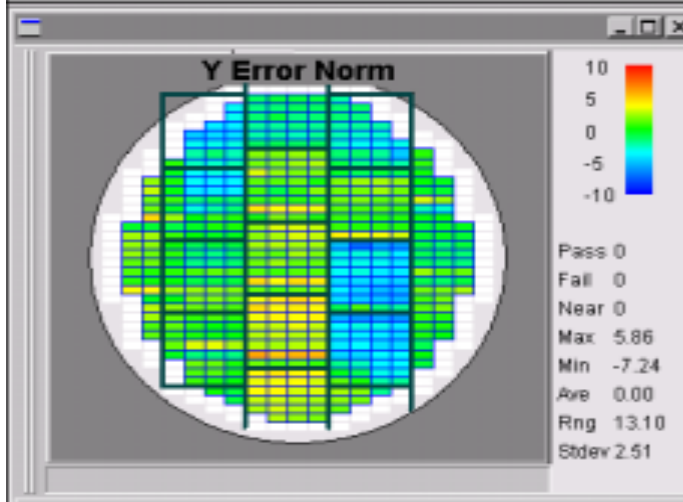 Y Error Norm
10
5
0
-5
-10
Pass 0
Fail 0
Near 0
Max 5.86
Min -7.24
Ave 0.00
Rng 13.10
Stdev 2.51